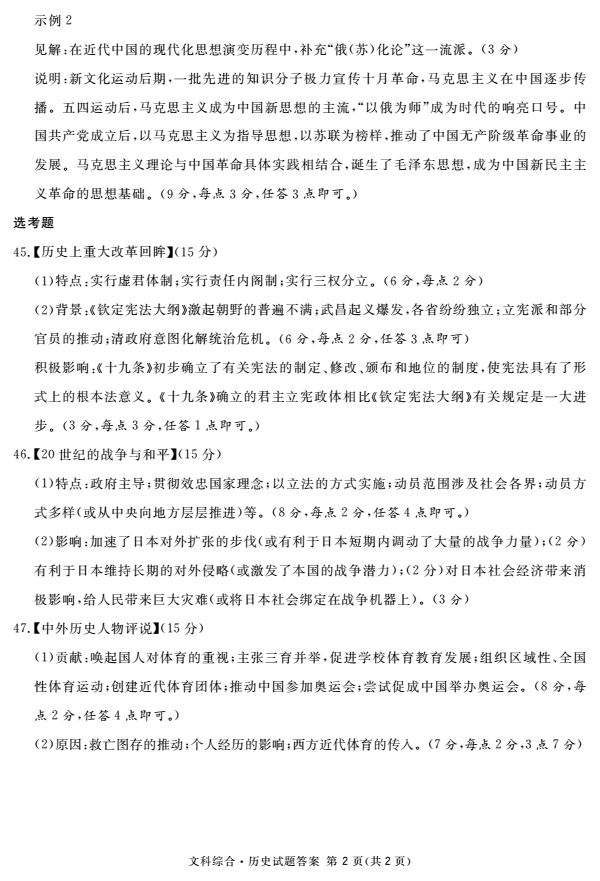 示例 2
见解:在近代中国的现代化思想演变历程中,补充“俄(苏)化论”这一流派。(3 分)
说明:新文化运动后期,一批先进的知识分子极力宣传十月革命,马克思主义在中国逐步传
播。五四运动后,马克思主义成为中国新思想的主流,“以俄为师”成为时代的响亮口号。中
国共产党成立后,以马克思主义为指导思想,以苏联为榜样,推动了中国无产阶级革命事业的
发展。马克思主义理论与中国革命具体实践相结合,诞生了毛泽东思想,成为中国新民主主
义革命的思想基础。(9 分,每点 3 分,任答 3 点即可。)
选考题
45.【历史上重大改革回眸】(15 分)
(1)特点:实行虚君体制;实行责任内阁制;实行三权分立。(6 分,每点 2 分)
(2)背景:《钦定宪法大纲》激起朝野的普遍不满;武昌起义爆发,各省纷纷独立;立宪派和部分
官员的推动;清政府意图化解统治危机。(6 分,每点 2 分,任答 3 点即可)
积极影响:《十九条》初步确立了有关宪法的制定、修改、颁布和地位的制度,使宪法具有了形
式上的根本法意义。《十九条》确立的君主立宪政体相比《钦定宪法大纲》有关规定是一大进
步。(3 分,每点 3 分,任答 1 点即可。)
46.【20 世纪的战争与和平】(15 分)
(1)特点:政府主导;贯彻效忠国家理念;以立法的方式实施;动员范围涉及社会各界;动员方
式多样(或从中央向地方层层推进)等。(8 分,每点 2 分,任答 4 点即可。)
(2)影响:加速了日本对外扩张的步伐(或有利于日本短期内调动了大量的战争力量);(2 分)
有利于日本维持长期的对外侵略(或激发了本国的战争潜力);(2 分)对日本社会经济带来消
极影响,给人民带来巨大灾难(或将日本社会绑定在战争机器上)。(3 分)
47.【中外历史人物评说】(15 分)
(1)贡献:唤起国人对体育的重视;主张三育并举,促进学校体育教育发展;组织区域性、全国
性体育运动;创建近代体育团体;推动中国参加奥运会;尝试促成中国举办奥运会。(8 分,每
点 2 分,任答 4 点即可。)
(2)原因:救亡图存的推动;个人经历的影响;西方近代体育的传入。(7 分,每点 2 分,3 点 7 分)
文科综合·历史试题答案 第 2 页(共 2 页)